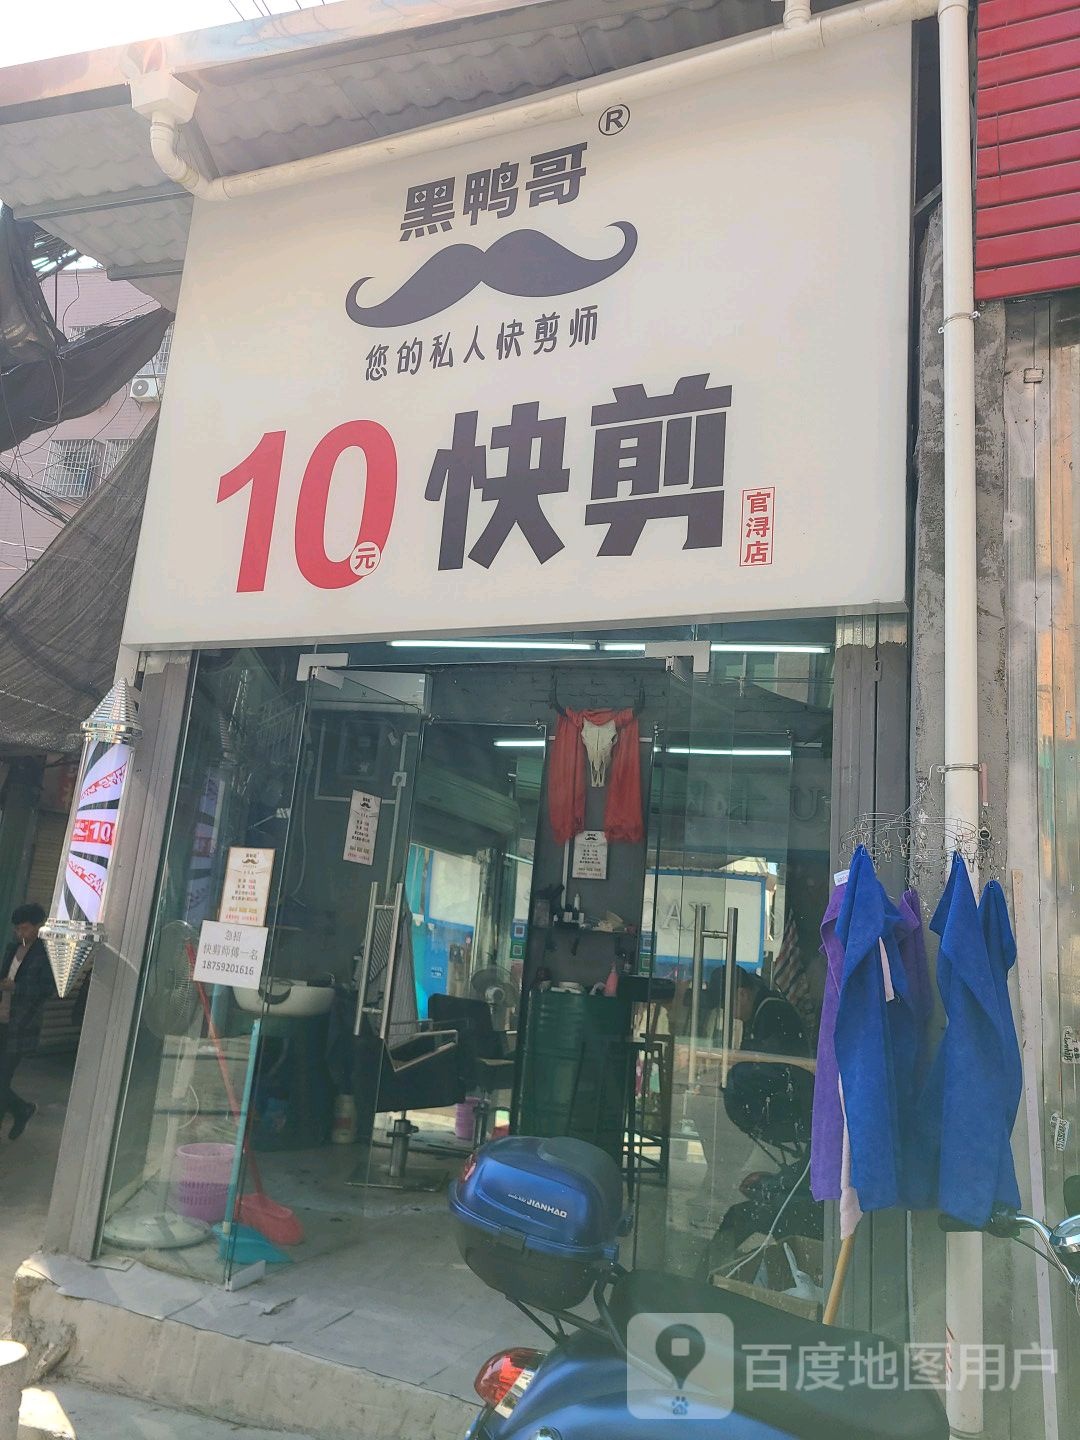 ®
黑鸭哥
您的私人快剪师
10元 快剪
官浔店
10
急招
快剪师傅一名
18759201616
JIANHAO
百度地图用户